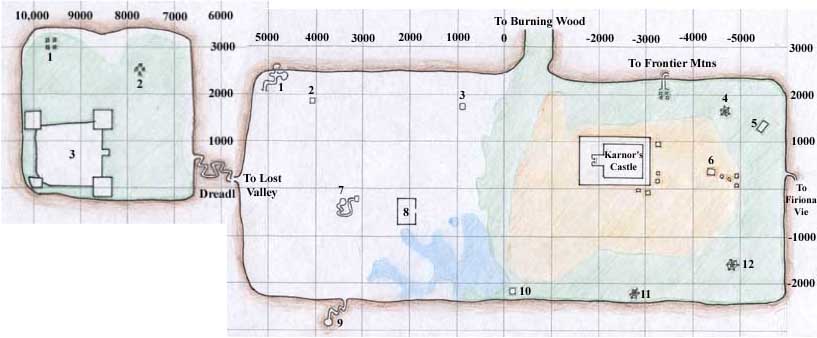 To Burning Wood
10,000 9000 8000 7000 6000
5000 4000 3000 2000 1000 -2000 -3000 -4000 -5000
3000 3000
To Frontier Mtns
1 2 1 2 3 4 5
2000 2000
1000 1000
3 Karnor's
Castle 6
Dreadl To Lost
Valley
7 8
To
Firiona
Vie
-1000
12
-2000
10 11
9